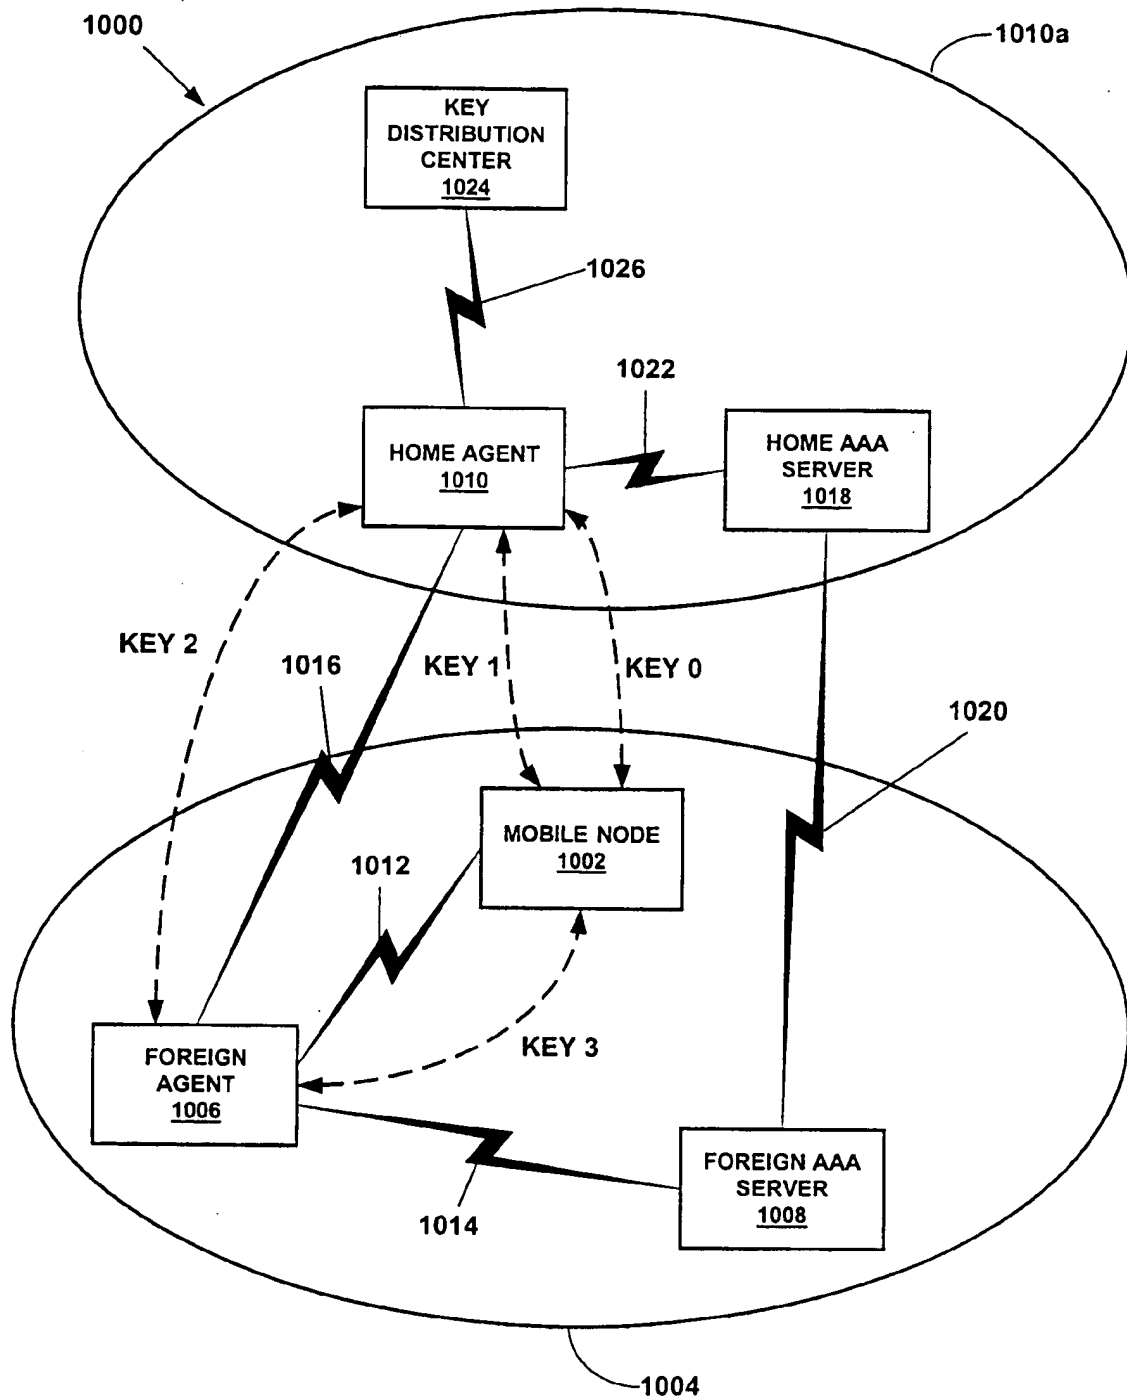 1000
1010a
KEY
DISTRIBUTION
CENTER
1024
1026
1022
HOME AGENT
1010
HOME AAA
SERVER
1018
KEY 2
1016
KEY 1
KEY 0
1020
MOBILE NODE
1002
1012
FOREIGN
AGENT
1006
KEY 3
FOREIGN AAA
SERVER
1008
1014
1004